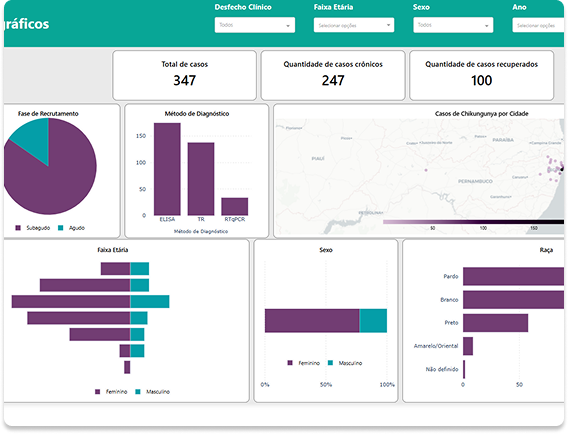 gráficos
Desfecho Clínico
Faixa Etária
Sexo
Ano
Todos
Selecionar opções
Todos
Selecionar opç
Total de casos
347
Quantidade de casos crônicos
247
Quantidade de casos recuperados
100
Fase de Recrutamento
Subagudo
Agudo
Método de Diagnóstico
150
100
50
0
ELISA
TR
RTqPCR
Método de Diagnóstico
Casos de Chikungunya por Cidade
PIAUÍ
PARAÍBA
PERNAMBUCO
50
100
150
Faixa Etária
Feminino
Masculino
Sexo
Feminino
Masculino
0%
50%
100%
Raça
Pardo
Branco
Preto
Amarelo/Oriental
Não definido
0
50